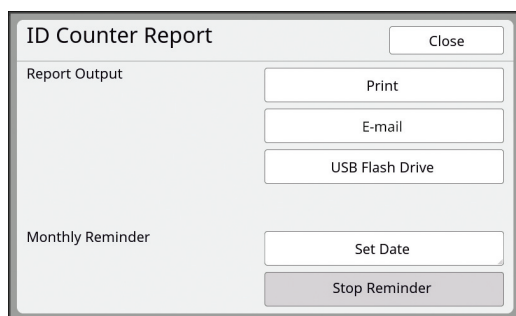 ID Counter Report
Close
Report Output
Print
E-mail
USB Flash Drive
Monthly Reminder
Set Date
Stop Reminder